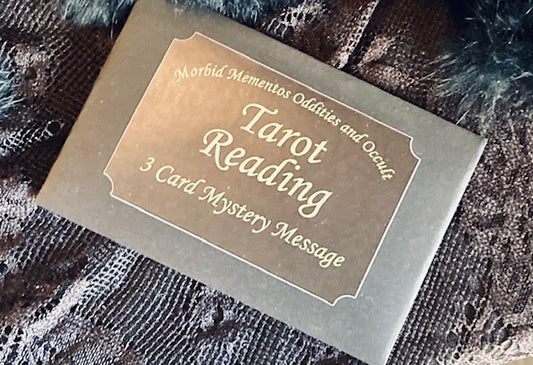 Morbid Mementos Oddities and Occult
Tarot
Reading
3 Card Mystery Message